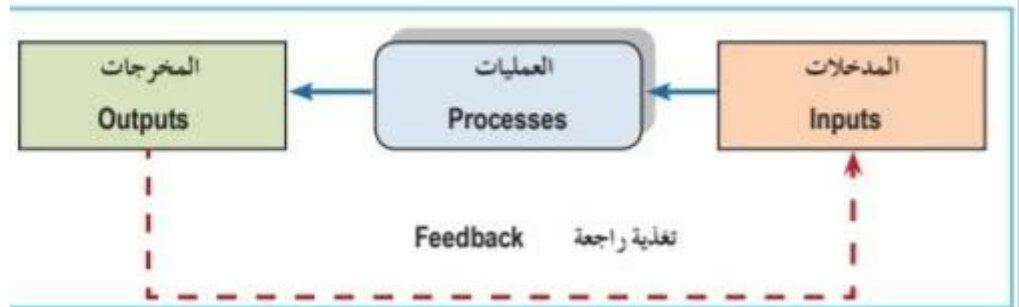 المدخلات
Inputs
العمليات
Processes
المخرجات
Outputs
تغذية راجعة Feedback